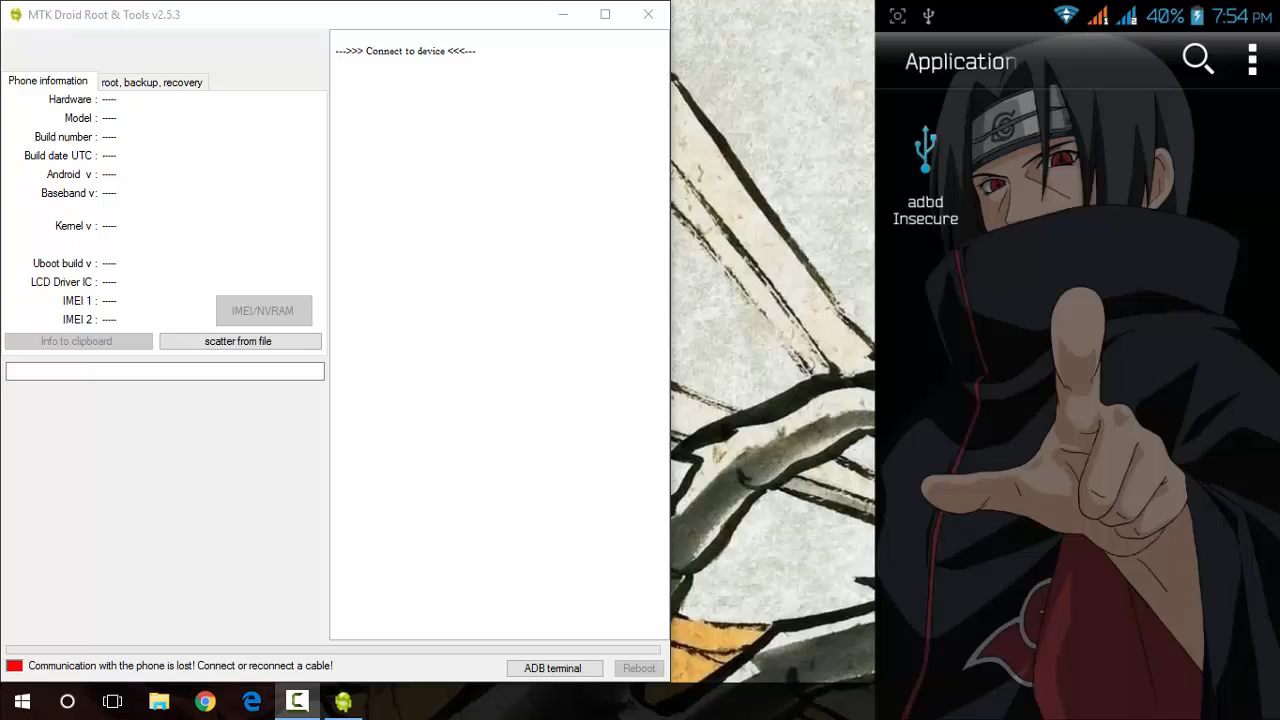 MTK Droid Root & Tools v2.5.3
Phone information
root, backup, recovery
Hardware : -----
Model : -----
Build number : -----
Build date UTC : -----
Android v : -----
Baseband v: -----
Kernel v : -----
Uboot build v : -----
LCD Driver IC : -----
IMEI 1 : -----
IMEI 2 : -----
IMEI/NVRAM
Info to clipboard
scatter from file
--->>> Connect to device <<<---
Communication with the phone is lost! Connect or reconnect a cable!
ADB terminal
Reboot
40%
7:54 PM
Application
adbd
Insecure